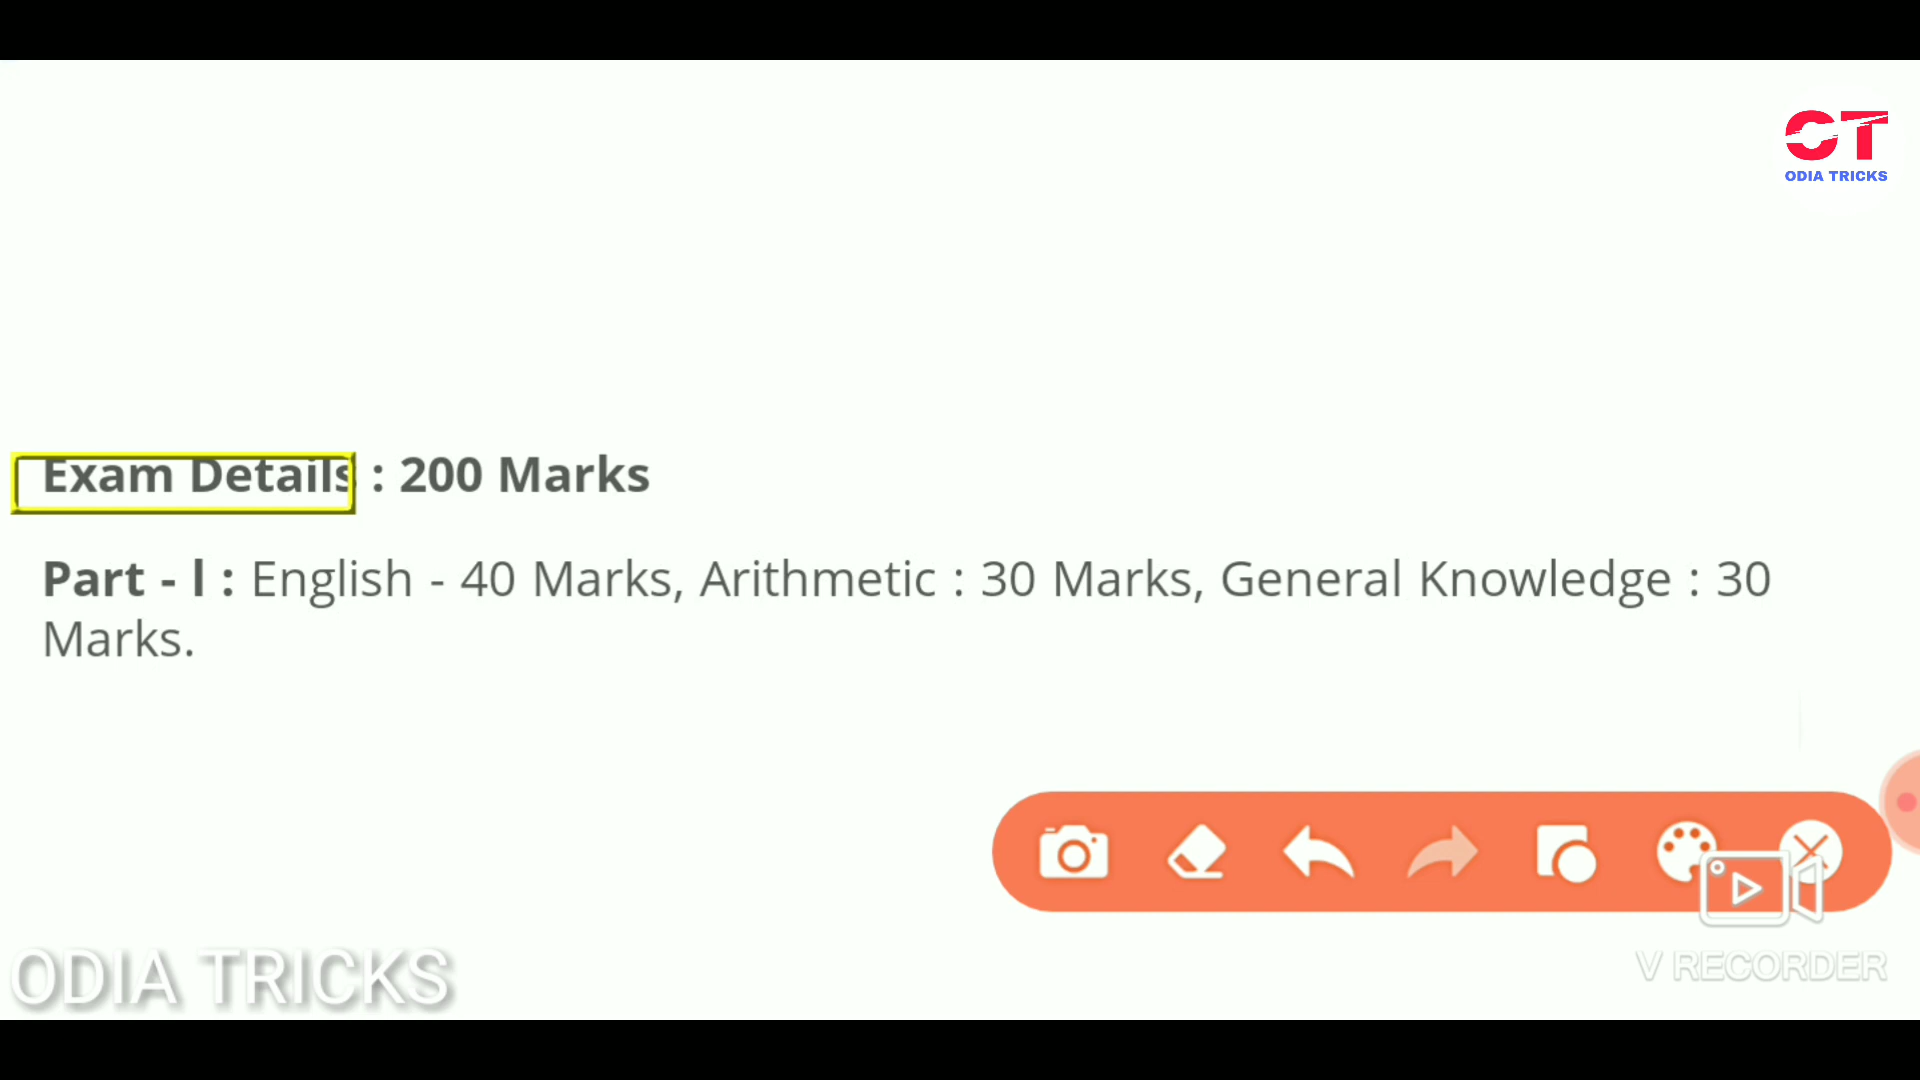 OT
ODIA TRICKS
Exam Details : 200 Marks
Part - l : English - 40 Marks, Arithmetic : 30 Marks, General Knowledge : 30
Marks.
ODIA TRICKS
V RECORDER